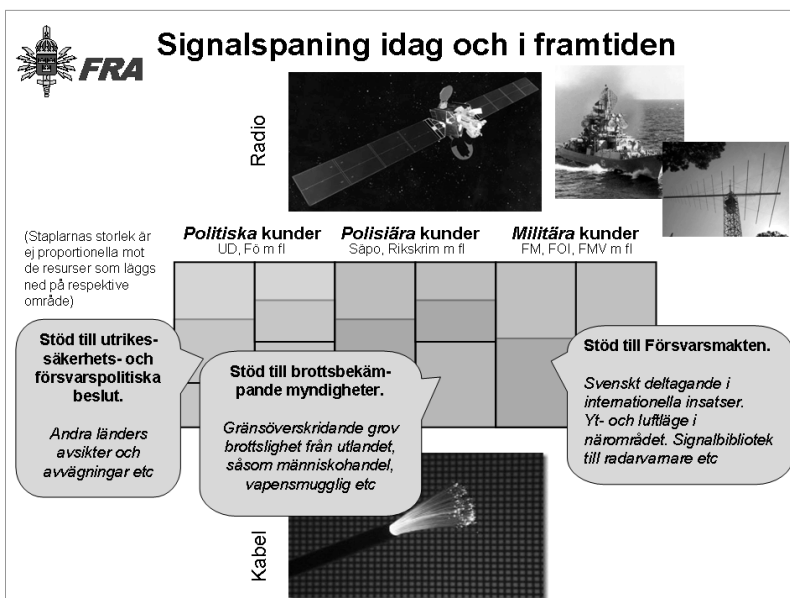 FRA
Signalspaning idag och i framtiden
Radio
(Staplarnas storlek är
ej proportionella mot
de resurser som läggs
ned på respektive
område)
Politiska kunder
UD, Fö m fl
Polisiära kunder
Säpo, Rikskrim m fl
Militära kunder
FM, FOI, FMV m fl
Stöd till utrikes-
säkerhets- och
försvarspolitiska
beslut.
Andra länders
avsikter och
avvägningar etc
Stöd till brottsbekäm-
pande myndigheter.
Gränsöverskridande grov
brottslighet från utlandet,
såsom människohandel,
vapensmugglig etc
Stöd till Försvarsmakten.
Svenskt deltagande i
internationella insatser.
Yt- och luftläge i
närområdet. Signalbibliotek
till radarvarnare etc
Kabel